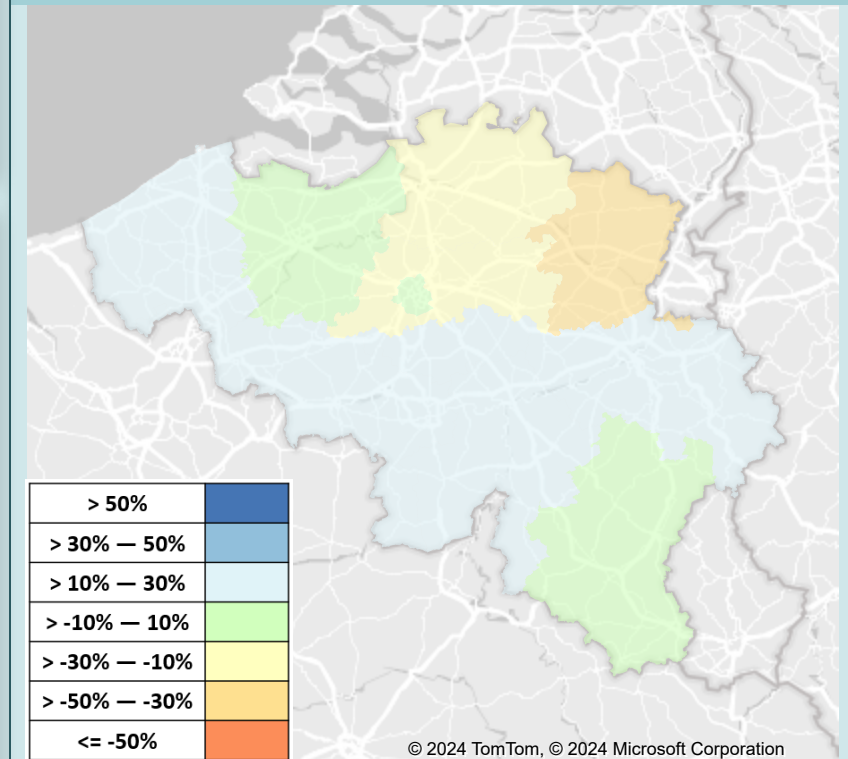 > 50%
> 30% — 50%
> 10% — 30%
> -10% — 10%
> -30% — -10%
> -50% — -30%
<= -50%
© 2024 TomTom, © 2024 Microsoft Corporation